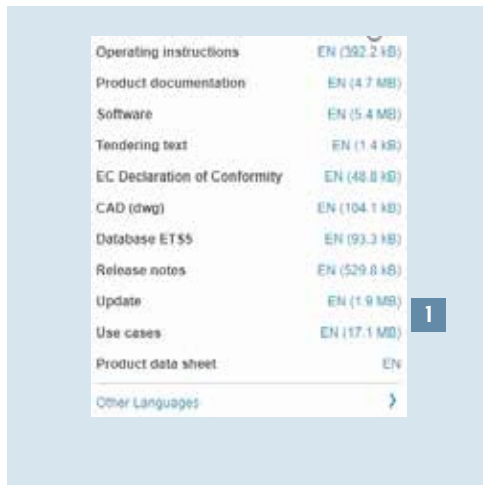 Operating instructions EN (392.2 kB)
Product documentation EN (4.7 MB)
Software EN (5.4 MB)
Tendering text EN (1.4 kB)
EC Declaration of Conformity EN (48.8 kB)
CAD (dwg) EN (104.1 kB)
Database ETS5 EN (93.3 kB)
Release notes EN (529.8 kB)
Update EN (1.9 MB)
1
Use cases EN (17.1 MB)
Product data sheet EN
Other Languages